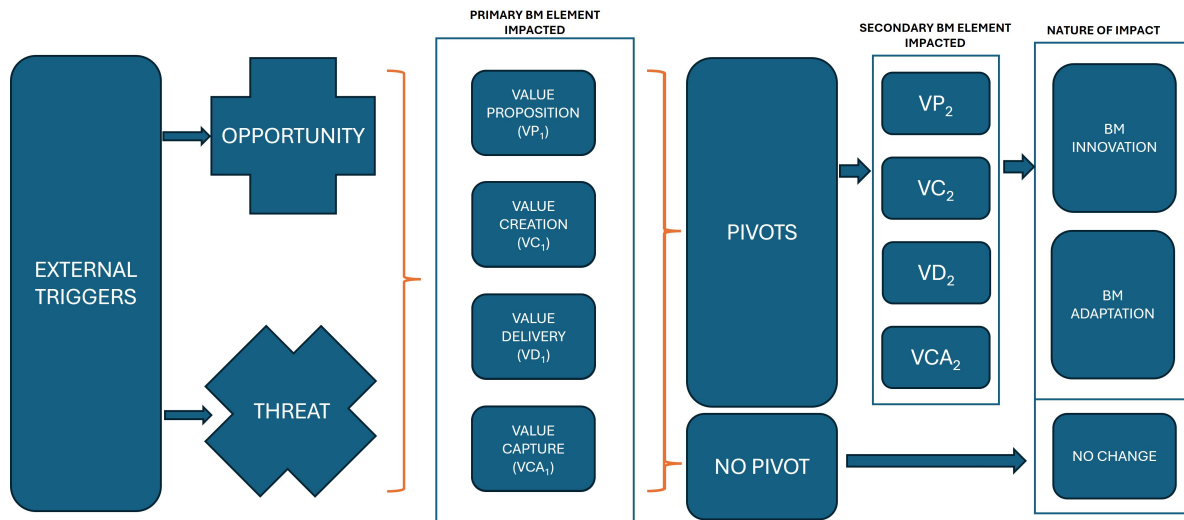 EXTERNAL
TRIGGERS
OPPORTUNITY
THREAT
PRIMARY BM ELEMENT
IMPACTED
VALUE
PROPOSITION
(VP₁)
VALUE
CREATION
(VC₁)
VALUE
DELIVERY
(VD₁)
VALUE
CAPTURE
(VCA₁)
PIVOTS
NO PIVOT
SECONDARY BM ELEMENT
IMPACTED
VP₂
VC₂
VD₂
VCA₂
NATURE OF IMPACT
BM
INNOVATION
BM
ADAPTATION
NO CHANGE